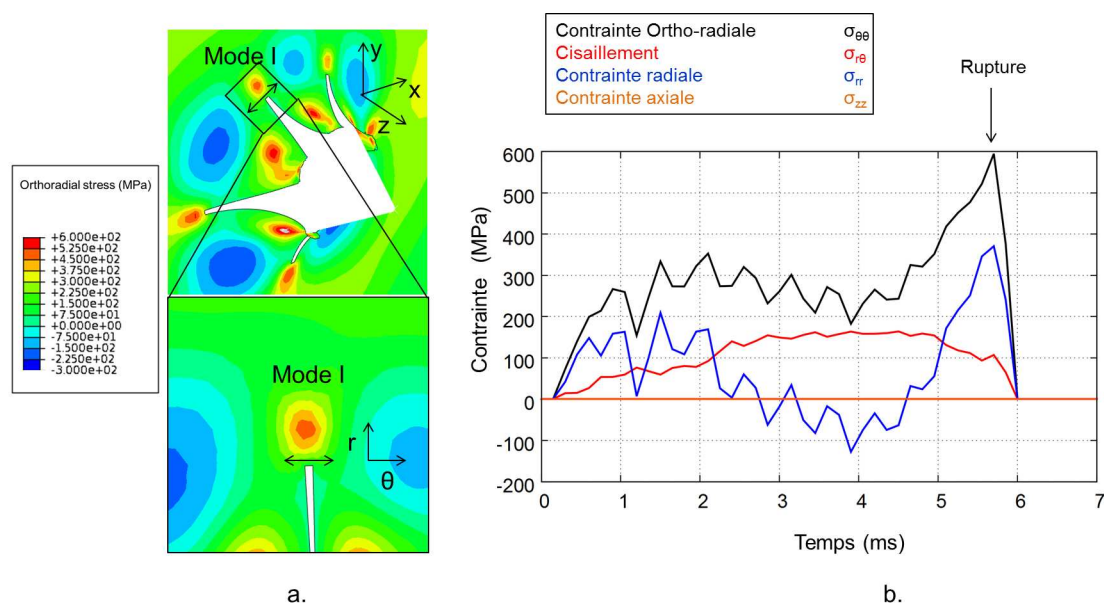 Mode I
y
x
z
Orthoradial stress (MPa)
+6.000e+02
+5.250e+02
+4.500e+02
+3.750e+02
+3.000e+02
+2.250e+02
+1.500e+02
+7.500e+01
+0.000e+00
-7.500e+01
-1.500e+02
-2.250e+02
-3.000e+02
Mode I
r
θ
a.
Contrainte Ortho-radiale σθθ
Cisaillement σrθ
Contrainte radiale σrr
Contrainte axiale σzz
Rupture
Contrainte (MPa)
600
500
400
300
200
100
0
-100
-200
0 1 2 3 4 5 6 7
Temps (ms)
b.